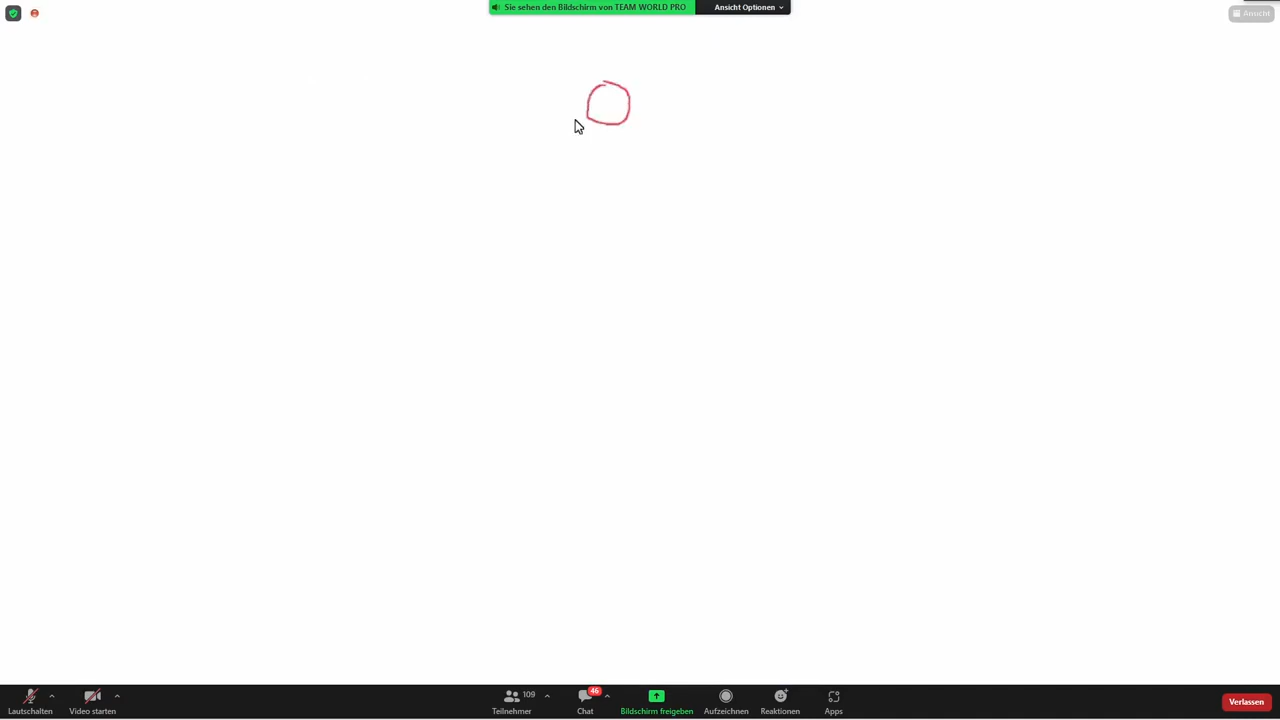 Sie sehen den Bildschirm von TEAM WORLD PRO
Ansicht Optionen
Ansicht
Lautschalten
Video starten
109
Teilnehmer
46
Chat
Bildschirm freigeben
Aufzeichnen
Reaktionen
Apps
Verlassen